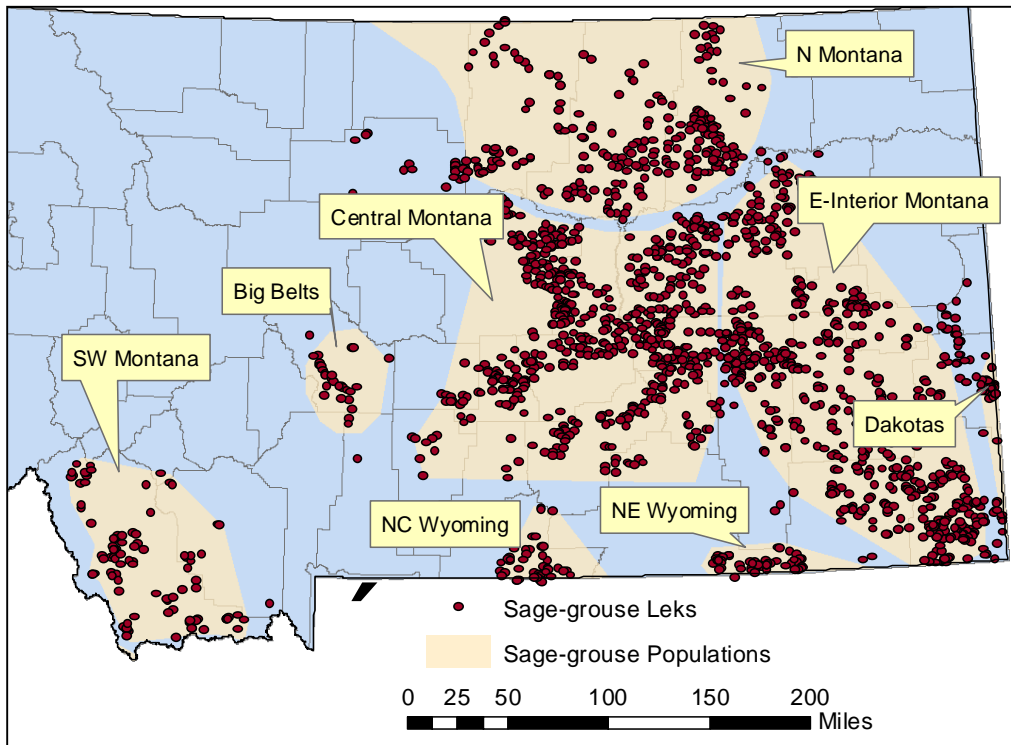 N Montana
E-Interior Montana
Central Montana
Big Belts
SW Montana
Dakotas
NC Wyoming
NE Wyoming
Sage-grouse Leks
Sage-grouse Populations
0 25 50 100 150 200
Miles